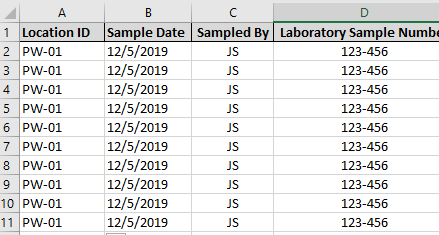 A B C D
1 Location ID Sample Date Sampled By Laboratory Sample Numbe
2 PW-01 12/5/2019 JS 123-456
3 PW-01 12/5/2019 JS 123-456
4 PW-01 12/5/2019 JS 123-456
5 PW-01 12/5/2019 JS 123-456
6 PW-01 12/5/2019 JS 123-456
7 PW-01 12/5/2019 JS 123-456
8 PW-01 12/5/2019 JS 123-456
9 PW-01 12/5/2019 JS 123-456
10 PW-01 12/5/2019 JS 123-456
11 PW-01 12/5/2019 JS 123-456